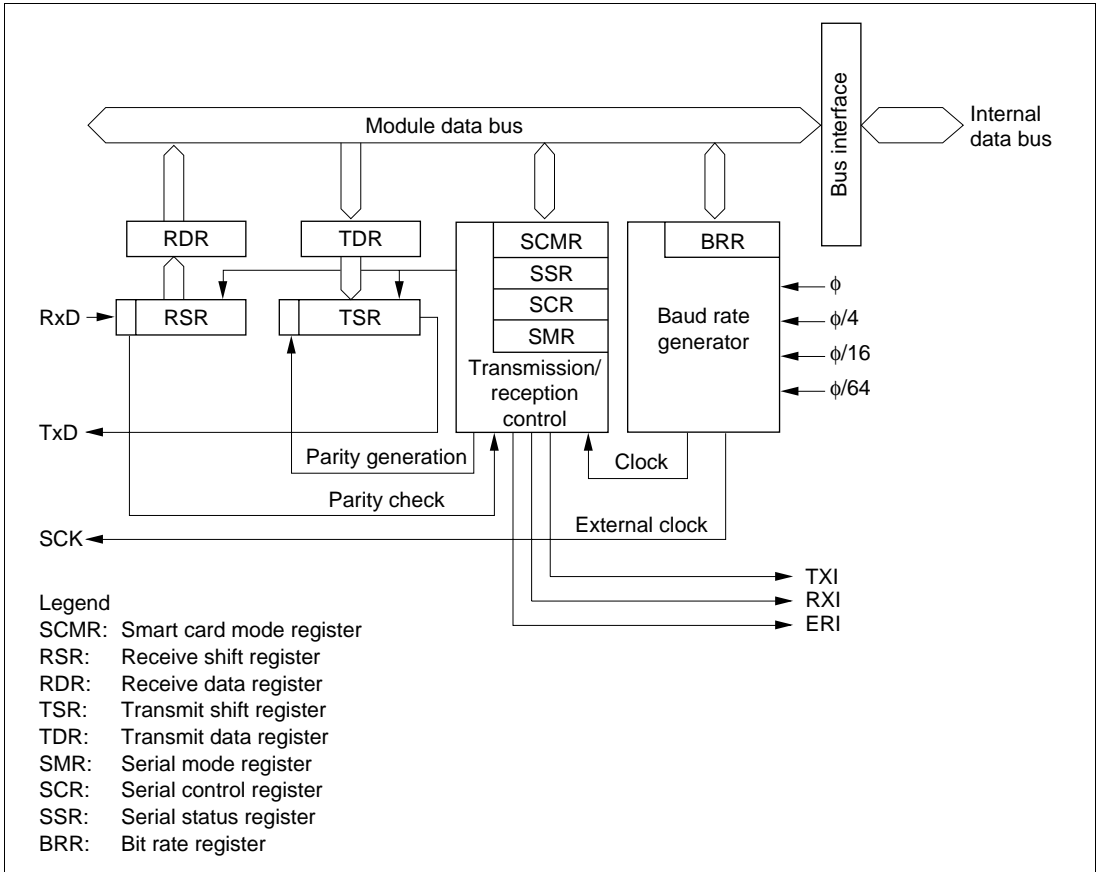 Module data bus
Bus interface
Internal
data bus
RDR
TDR
SCMR
SSR
SCR
SMR
Transmission/
reception
control
BRR
Baud rate
generator
ϕ
ϕ/4
ϕ/16
ϕ/64
RxD
RSR
TSR
TxD
Parity generation
Parity check
Clock
External clock
SCK
TXI
RXI
ERI
Legend
SCMR: Smart card mode register
RSR: Receive shift register
RDR: Receive data register
TSR: Transmit shift register
TDR: Transmit data register
SMR: Serial mode register
SCR: Serial control register
SSR: Serial status register
BRR: Bit rate register